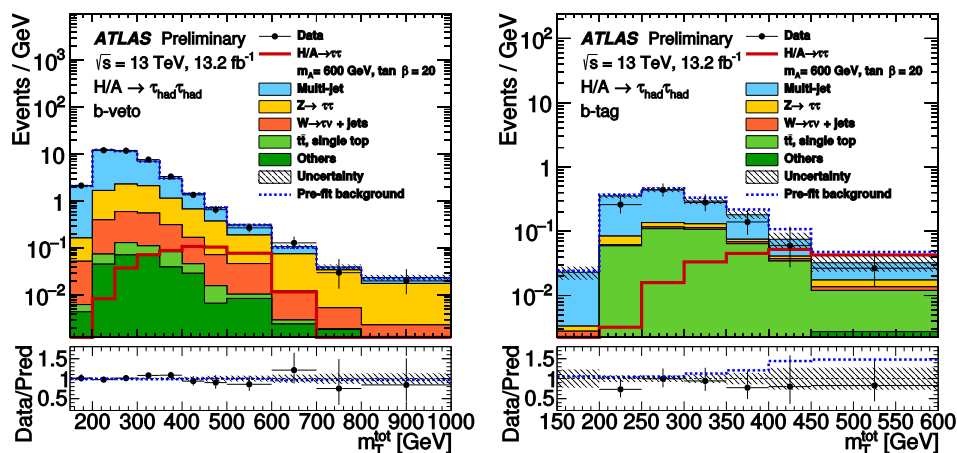 Events / GeV
10³
10²
10
1
10⁻¹
10⁻²
ATLAS Preliminary
√s = 13 TeV, 13.2 fb⁻¹
H/A → τhadτhad
b-veto
Data
H/A→ττ
mA= 600 GeV, tan β = 20
Multi-jet
Z→ ττ
W→τν + jets
tt̄, single top
Others
Uncertainty
Pre-fit background
Data/Pred
1.5
1
0.5
200 300 400 500 600 700 800 900 1000
mTtot [GeV]
Events / GeV
10²
10
1
10⁻¹
10⁻²
ATLAS Preliminary
√s = 13 TeV, 13.2 fb⁻¹
H/A → τhadτhad
b-tag
Data
H/A→ττ
mA= 600 GeV, tan β = 20
Multi-jet
Z→ ττ
W→τν + jets
tt̄, single top
Others
Uncertainty
Pre-fit background
Data/Pred
1.5
1
0.5
150 200 250 300 350 400 450 500 550 600
mTtot [GeV]